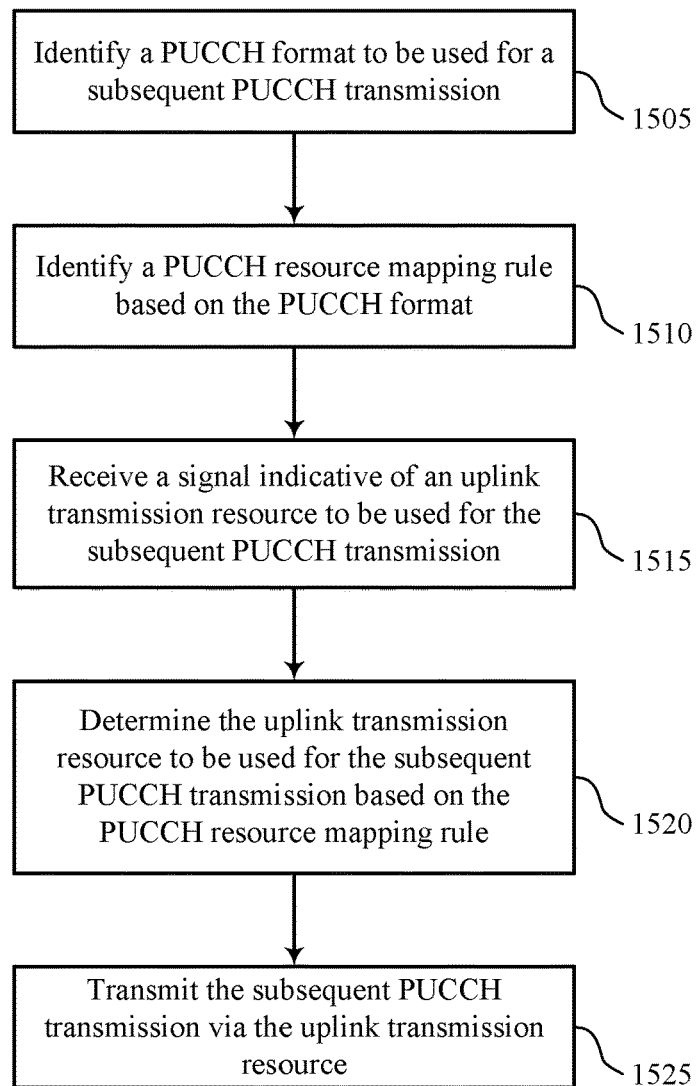 Identify a PUCCH format to be used for a
subsequent PUCCH transmission
1505
Identify a PUCCH resource mapping rule
based on the PUCCH format
1510
Receive a signal indicative of an uplink
transmission resource to be used for the
subsequent PUCCH transmission
1515
Determine the uplink transmission
resource to be used for the subsequent
PUCCH transmission based on the
PUCCH resource mapping rule
1520
Transmit the subsequent PUCCH
transmission via the uplink transmission
resource
1525